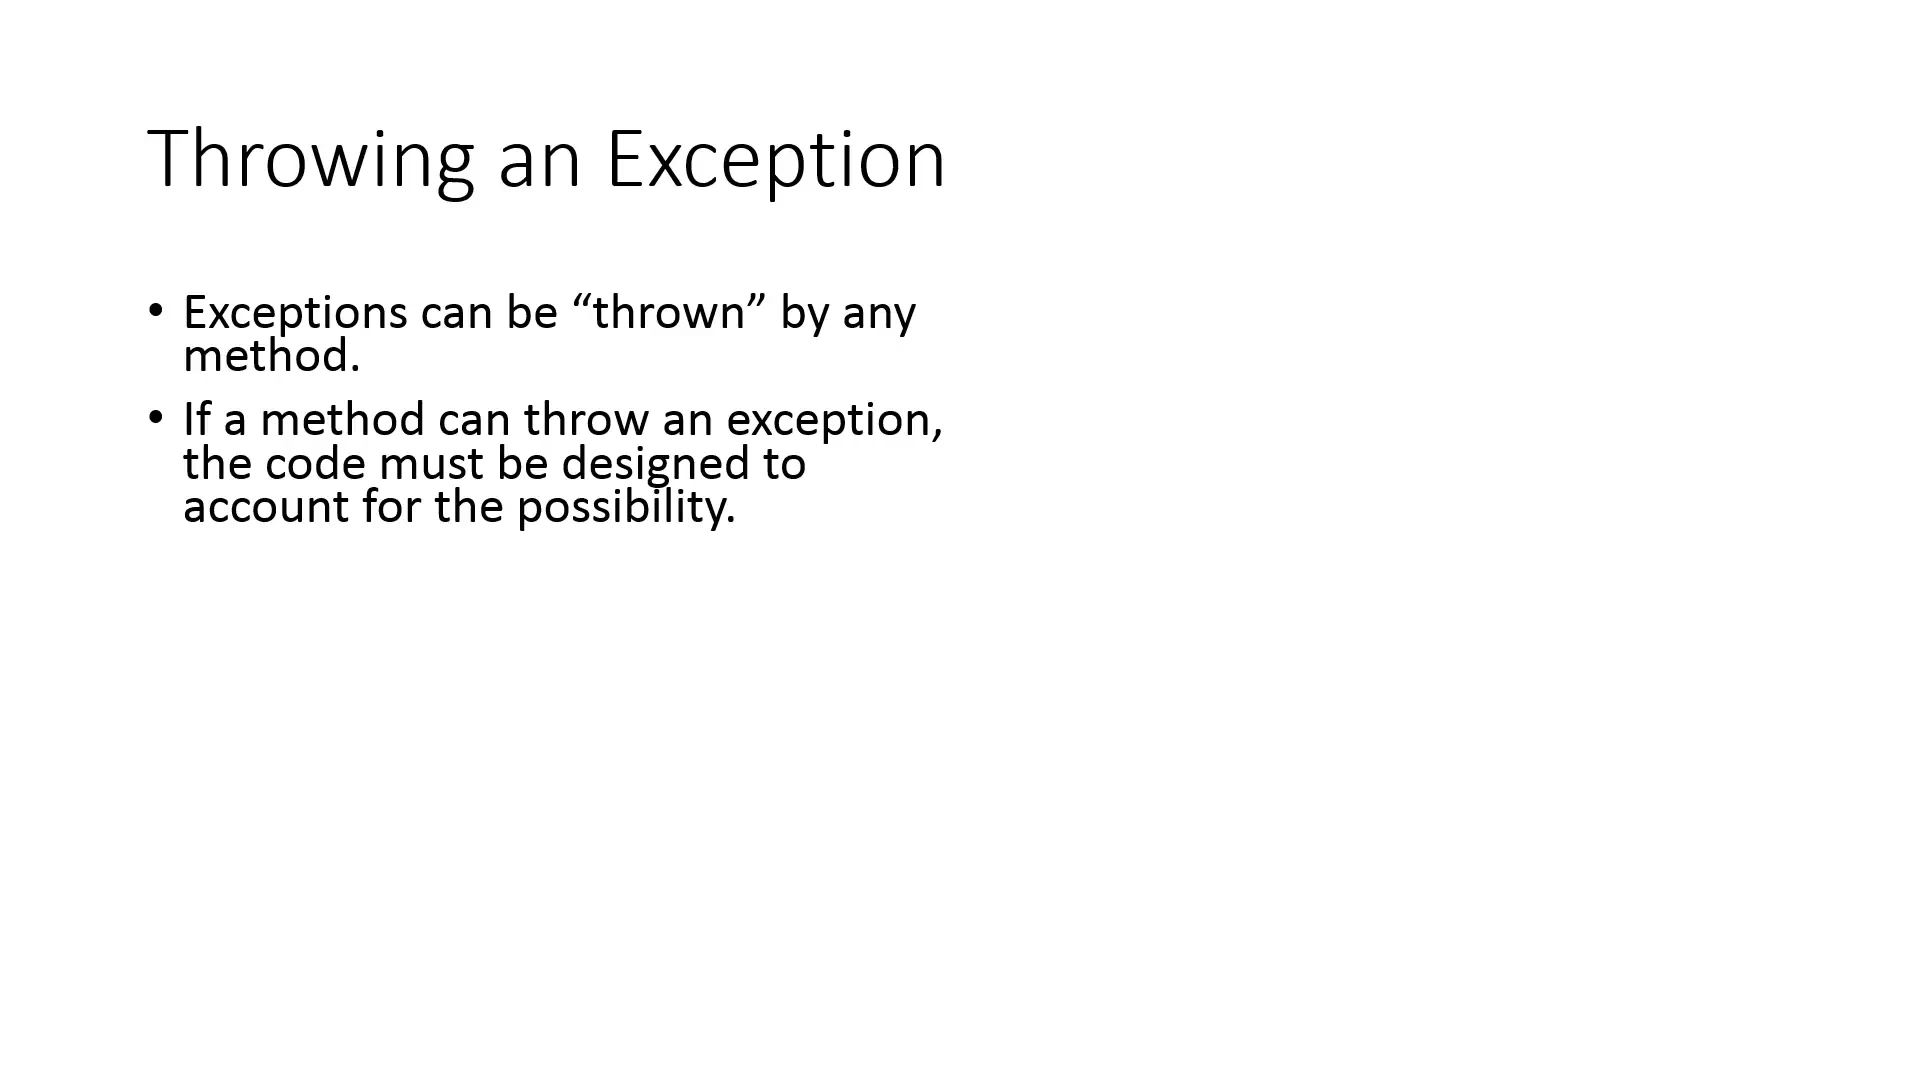 Throwing an Exception
• Exceptions can be “thrown” by any
method.
• If a method can throw an exception,
the code must be designed to
account for the possibility.